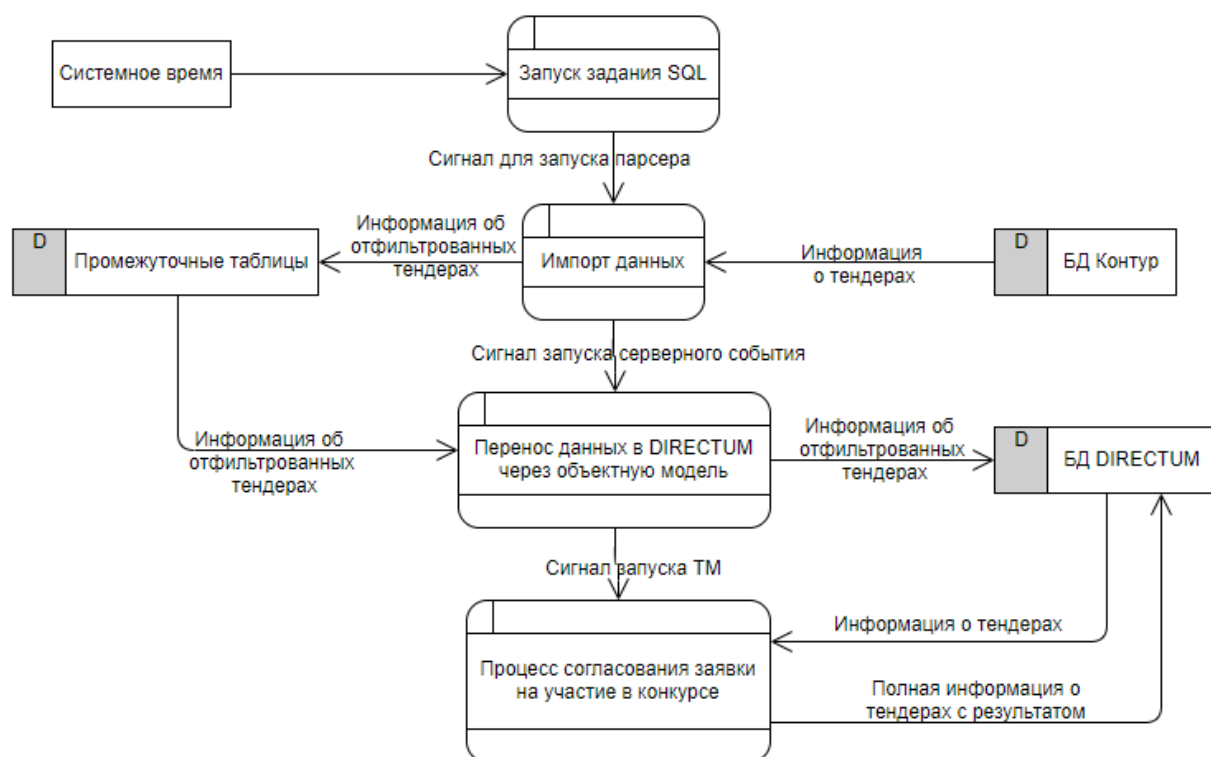 Системное время
Запуск задания SQL
Сигнал для запуска парсера
D
Промежуточные таблицы
Информация об
отфильтрованных
тендерах
Импорт данных
Информация
о тендерах
D
БД Контур
Сигнал запуска серверного события
Информация об
отфильтрованных
тендерах
Перенос данных в DIRECTUM
через объектную модель
Информация об
отфильтрованных
тендерах
D
БД DIRECTUM
Сигнал запуска ТМ
Процесс согласования заявки
на участие в конкурсе
Информация о тендерах
Полная информация о
тендерах с результатом